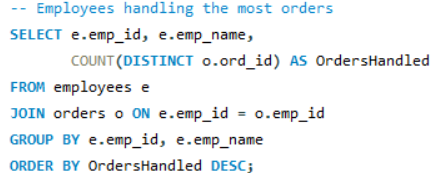 -- Employees handling the most orders
SELECT e.emp_id, e.emp_name,
COUNT(DISTINCT o.ord_id) AS OrdersHandled
FROM employees e
JOIN orders o ON e.emp_id = o.emp_id
GROUP BY e.emp_id, e.emp_name
ORDER BY OrdersHandled DESC;